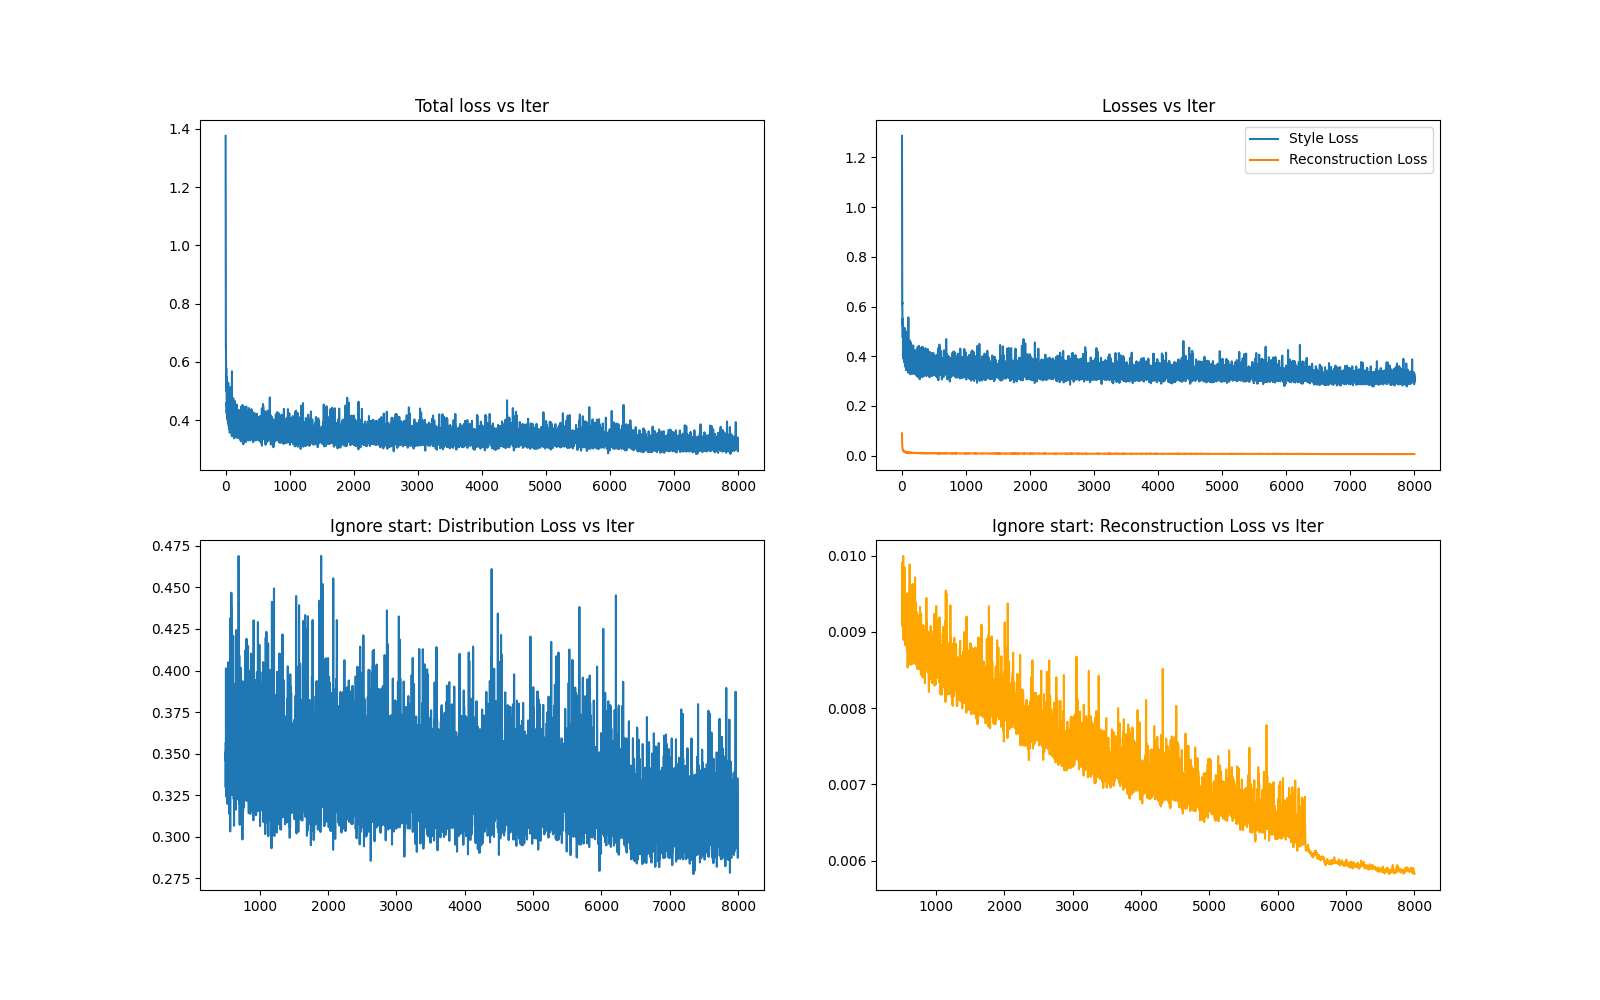 Total loss vs Iter
1.4
1.2
1.0
0.8
0.6
0.4
0 1000 2000 3000 4000 5000 6000 7000 8000
Losses vs Iter
Style Loss
Reconstruction Loss
1.2
1.0
0.8
0.6
0.4
0.2
0.0
0 1000 2000 3000 4000 5000 6000 7000 8000
Ignore start: Distribution Loss vs Iter
0.475
0.450
0.425
0.400
0.375
0.350
0.325
0.300
0.275
1000 2000 3000 4000 5000 6000 7000 8000
Ignore start: Reconstruction Loss vs Iter
0.010
0.009
0.008
0.007
0.006
1000 2000 3000 4000 5000 6000 7000 8000